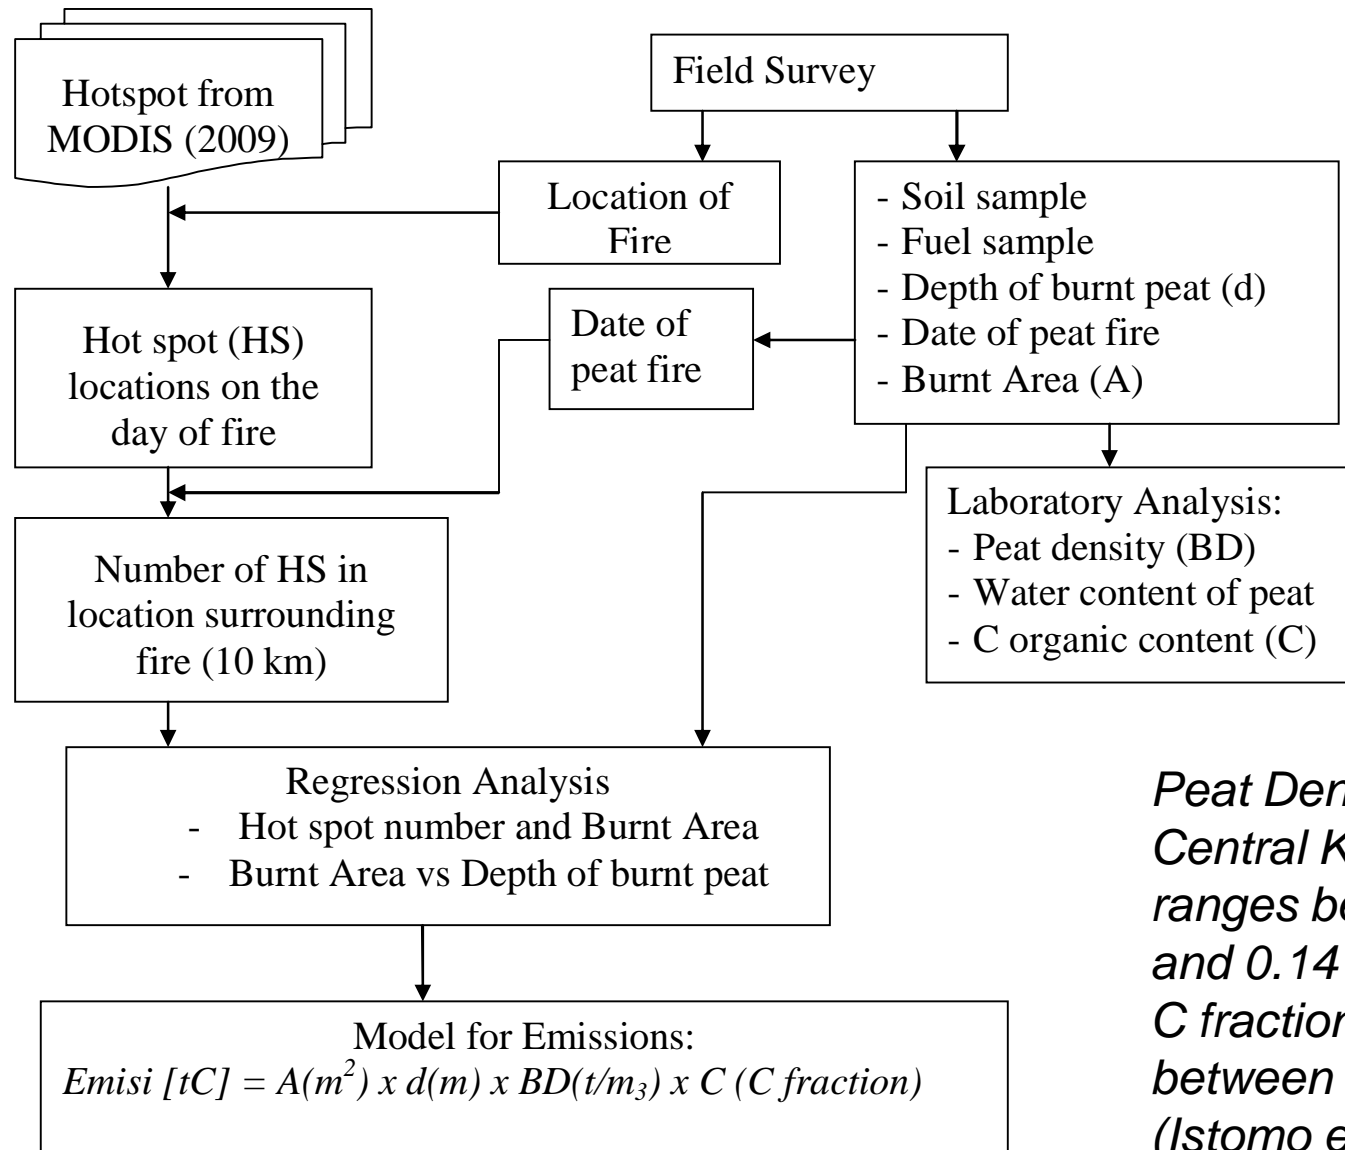 Hotspot from
MODIS (2009)
Field Survey
Location of
Fire
- Soil sample
- Fuel sample
- Depth of burnt peat (d)
- Date of peat fire
- Burnt Area (A)
Date of
peat fire
Hot spot (HS)
locations on the
day of fire
Number of HS in
location surrounding
fire (10 km)
Laboratory Analysis:
- Peat density (BD)
- Water content of peat
- C organic content (C)
Regression Analysis
- Hot spot number and Burnt Area
- Burnt Area vs Depth of burnt peat
Model for Emissions:
Emisi [tC] = A(m²) x d(m) x BD(t/m₃) x C (C fraction)
Peat
Central
ranges
and 0.14
C fraction
between
(Istomo